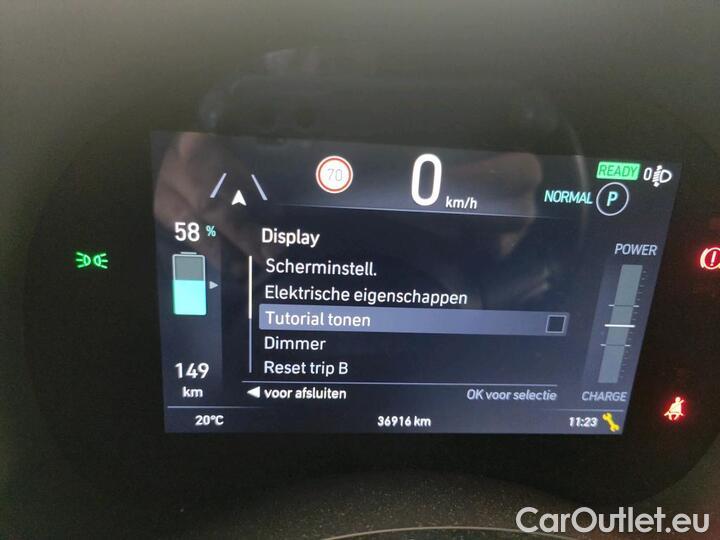 70
0 km/h
READY 0
NORMAL P
58 %
Display
POWER
Scherminstell.
Elektrische eigenschappen
Tutorial tonen
Dimmer
149 km
Reset trip B
voor afsluiten
OK voor selectie
CHARGE
20°C
36916 km
11:23
CarOutlet.eu